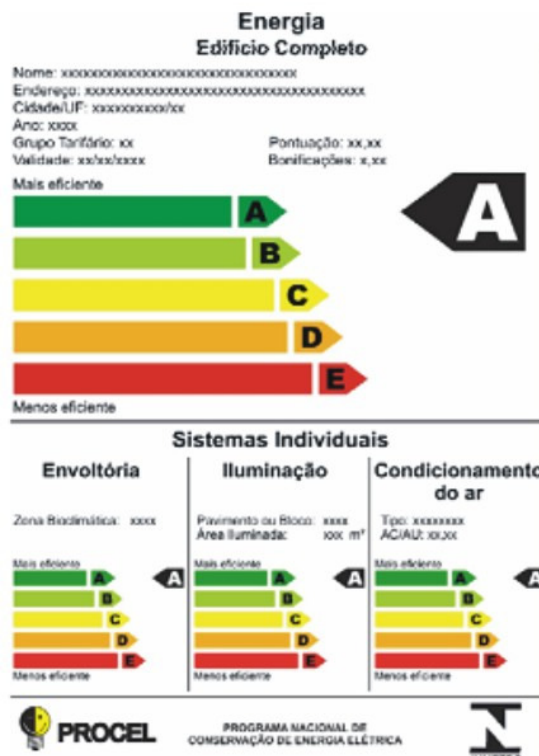 Energia
Edifício Completo
Nome: xxxxxxxxxxxxxxxxxxxxxxxxxxxxxxxx
Endereço: xxxxxxxxxxxxxxxxxxxxxxxxxxxxxxxxxxxxxx
Cidade/UF: xxxxxxxxxx/xx
Ano: xxxx
Grupo Tarifário: xx Pontuação: xx,xx
Validade: xx/xx/xxxx Bonificações: x,xx
Mais eficiente
A A
B
C
D
E
Menos eficiente
Sistemas Individuais
Envoltória
Zona Bioclimática: xxxx
Mais eficiente
A A
B
C
D
E
Menos eficiente
Iluminação
Pavimento ou Bloco: xxxx
Área Iluminada: xxx m²
Mais eficiente
A A
B
C
D
E
Menos eficiente
Condicionamento
do ar
Tipo: xxxxxxxx
AC/AU: xx,xx
Mais eficiente
A A
B
C
D
E
Menos eficiente
PROCEL
PROGRAMA NACIONAL DE
CONSERVAÇÃO DE ENERGIA ELÉTRICA